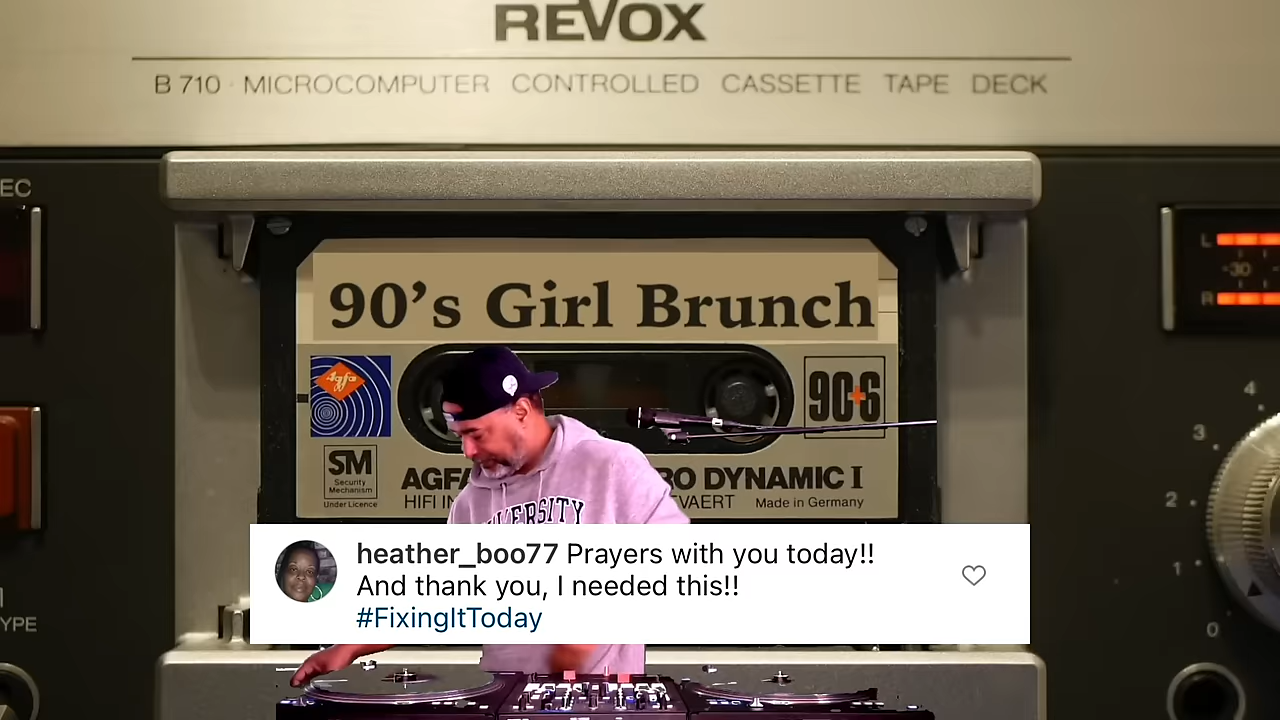 REVOX
B 710 · MICROCOMPUTER CONTROLLED CASSETTE TAPE DECK
EC
L
-30
R
90's Girl Brunch
Agfa
90+6
SM
Security
Mechanism
Under Licence
AGFA
RO DYNAMIC I
HIFI IN
EVAERT
Made in Germany
4
3
2
1
0
VERSITY
heather_boo77 Prayers with you today!!
And thank you, I needed this!!
#FixingItToday
YPE